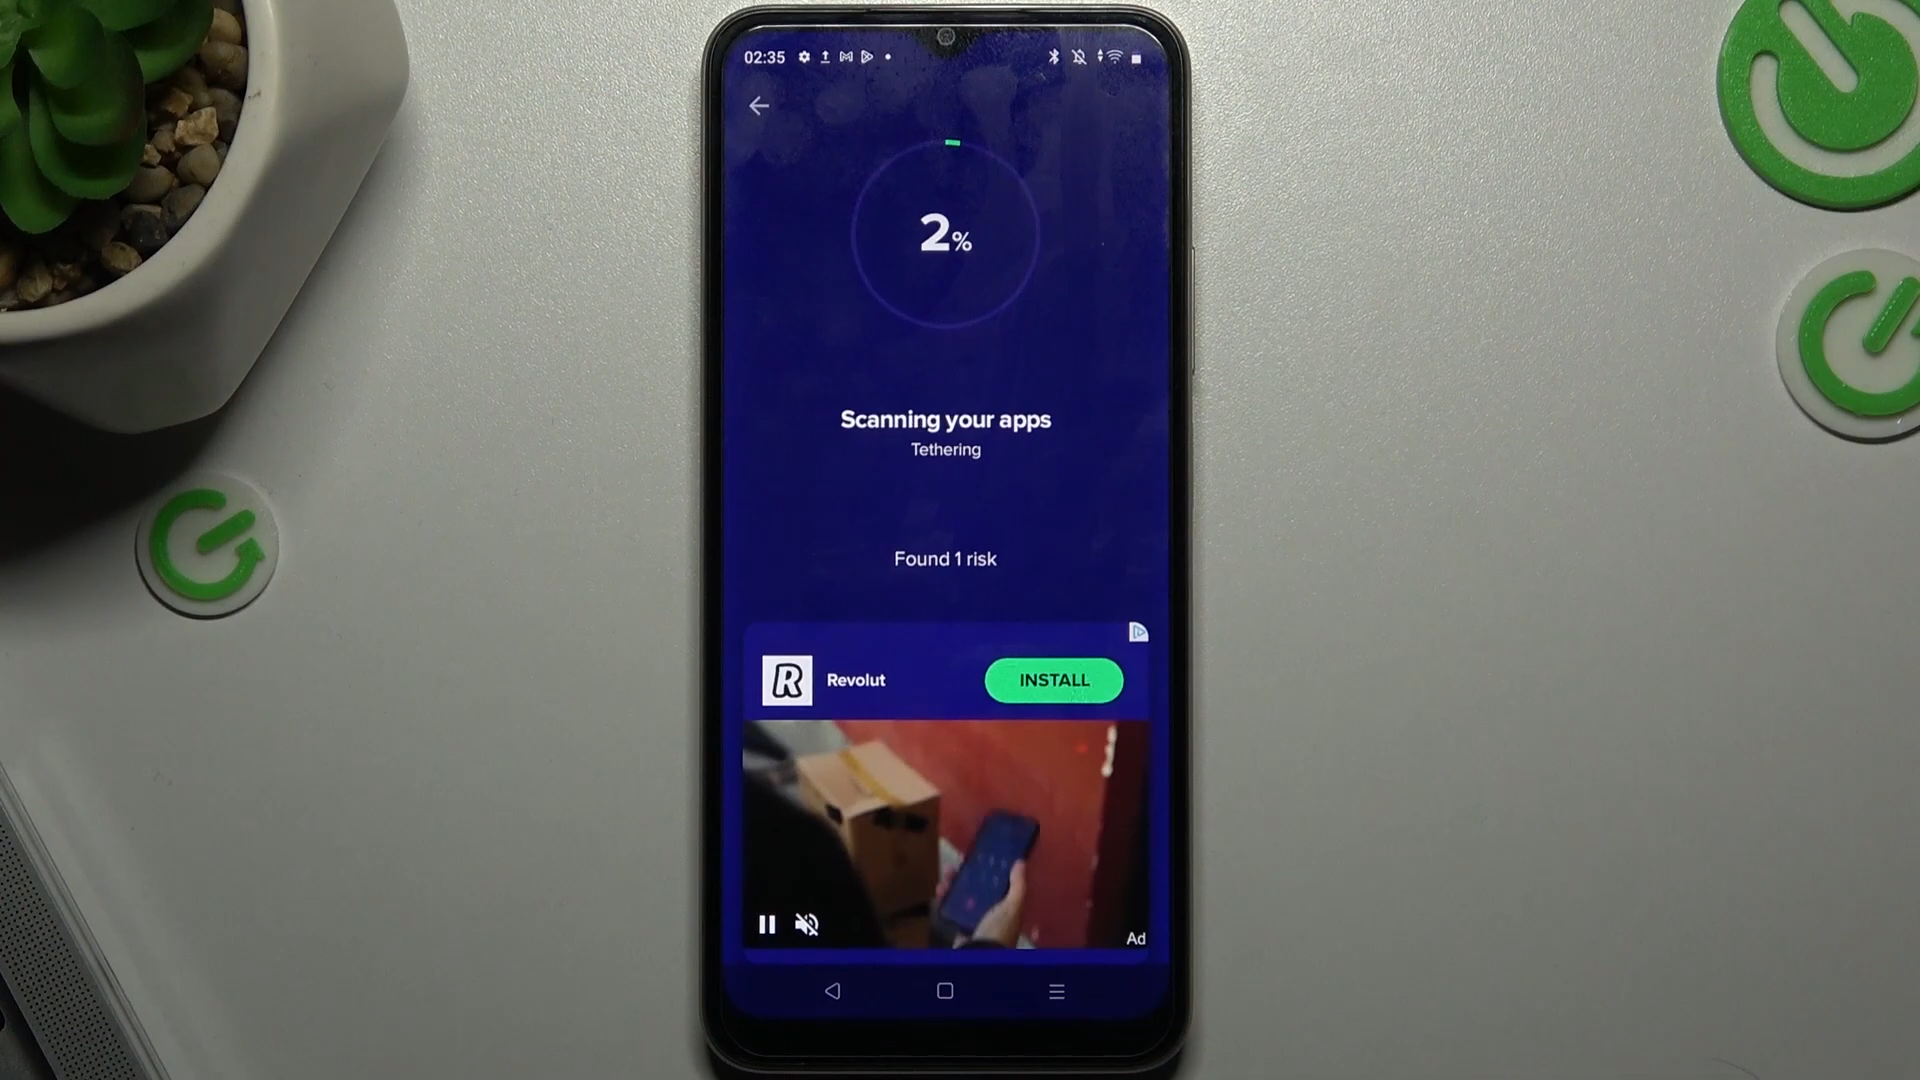 02:35
2%
Scanning your apps
Tethering
Found 1 risk
R
Revolut
INSTALL
Ad